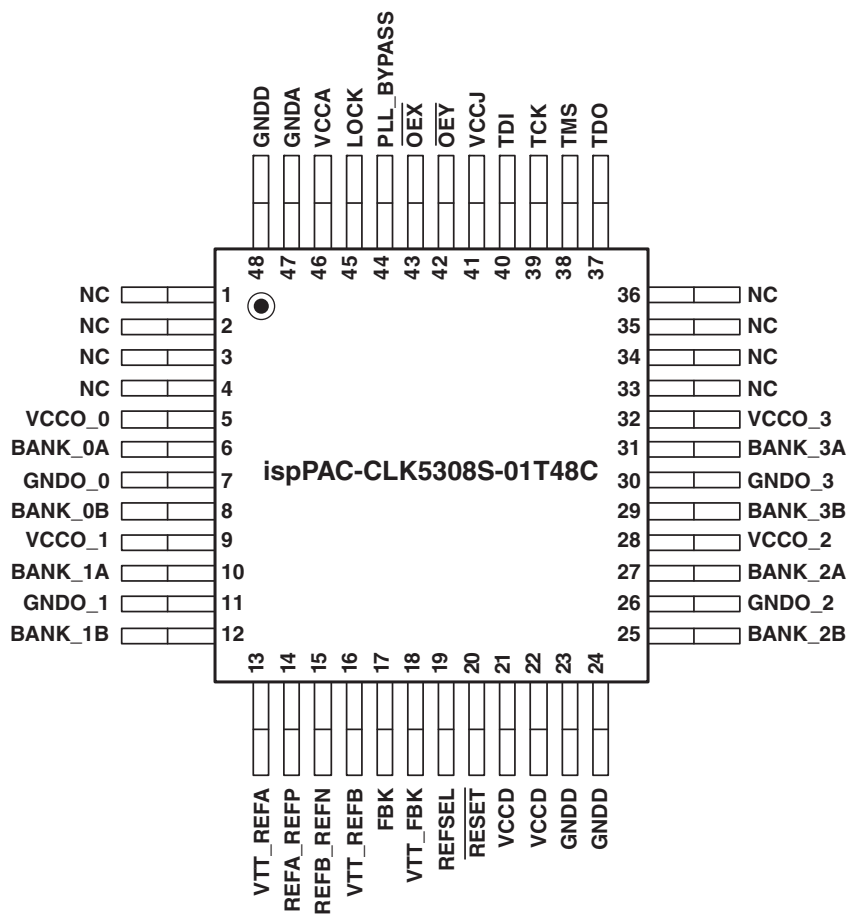 GNDD
GNDA
VCCA
LOCK
PLL_BYPASS
OEX
OEY
VCCJ
TDI
TCK
TMS
TDO
48
47
46
45
44
43
42
41
40
39
38
37
NC 1
NC 2
NC 3
NC 4
VCCO_0 5
BANK_0A 6
GNDO_0 7
BANK_0B 8
VCCO_1 9
BANK_1A 10
GNDO_1 11
BANK_1B 12
ispPAC-CLK5308S-01T48C
36 NC
35 NC
34 NC
33 NC
32 VCCO_3
31 BANK_3A
30 GNDO_3
29 BANK_3B
28 VCCO_2
27 BANK_2A
26 GNDO_2
25 BANK_2B
13
14
15
16
17
18
19
20
21
22
23
24
VTT_REFA
REFA_REFP
REFB_REFN
VTT_REFB
FBK
VTT_FBK
REFSEL
RESET
VCCD
VCCD
GNDD
GNDD